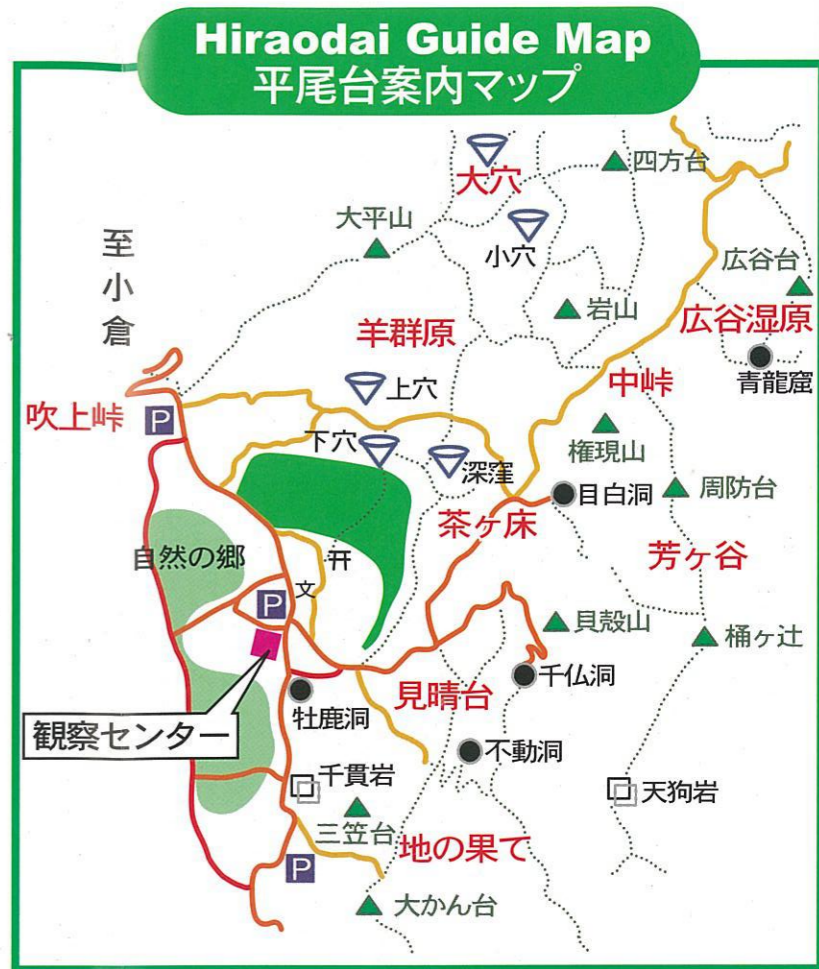 Hiraodai Guide Map
平尾台案内マップ
大穴
四方台
大平山
至小倉
小穴
広谷台
岩山
広谷湿原
羊群原
青龍窟
中峠
上穴
吹上峠
P
権現山
下穴
深窪
目白洞
周防台
茶ヶ床
自然の郷
芳ヶ谷
文
P
貝殻山
桶ヶ辻
千仏洞
見晴台
牡鹿洞
観察センター
不動洞
千貫岩
天狗岩
三笠台
地の果て
P
大かん台